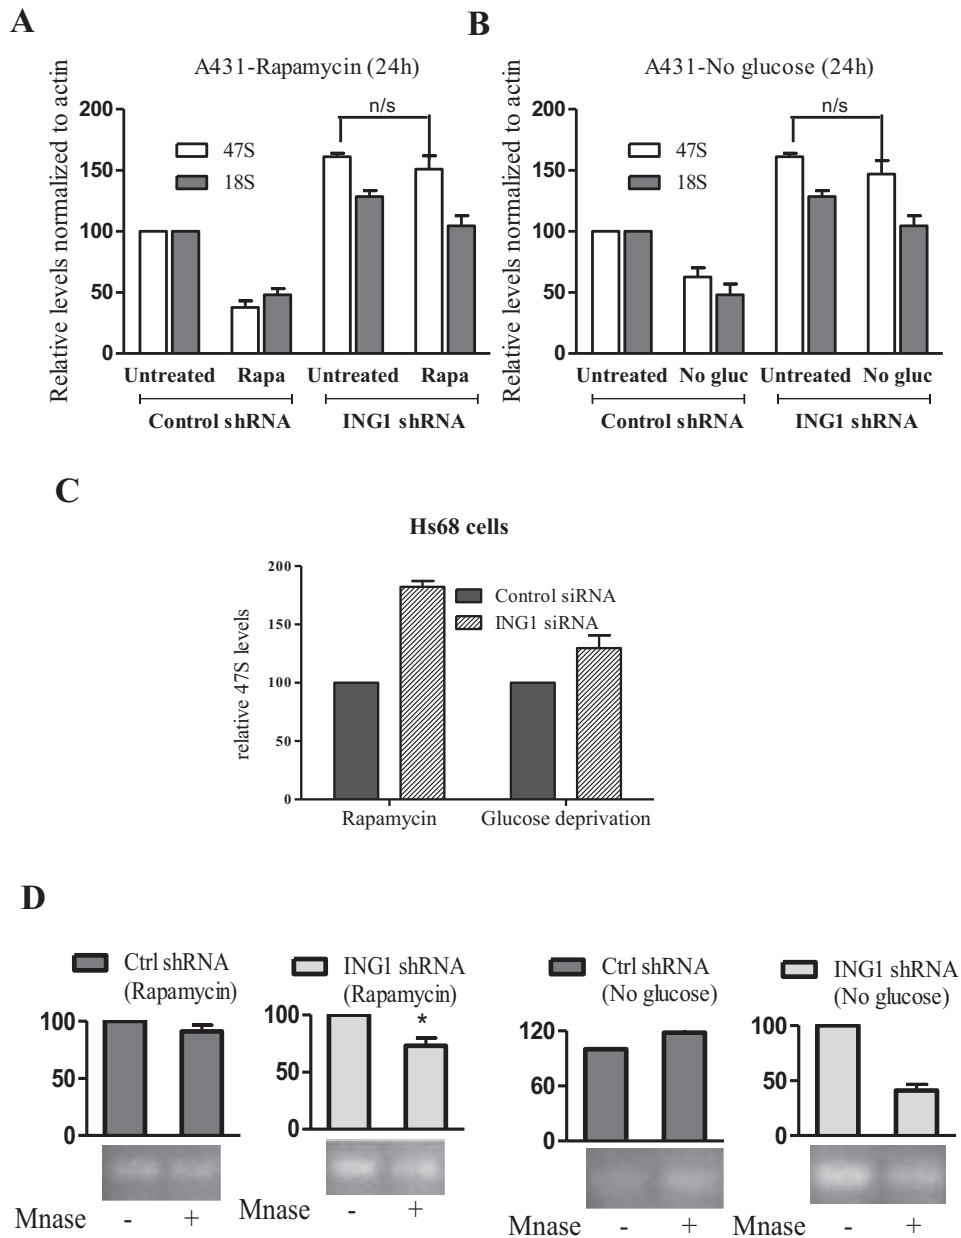 A
A431-Rapamycin (24h)
Relative levels normalized to actin
200
150
100
50
0
47S
18S
n/s
Untreated Rapa Untreated Rapa
Control shRNA ING1 shRNA
B
A431-No glucose (24h)
Relative levels normalized to actin
200
150
100
50
0
47S
18S
n/s
Untreated No gluc Untreated No gluc
Control shRNA ING1 shRNA
C
Hs68 cells
relative 47S levels
200
150
100
50
0
Control siRNA
ING1 siRNA
Rapamycin Glucose deprivation
D
Ctrl shRNA
(Rapamycin)
100
50
0
Mnase - +
ING1 shRNA
(Rapamycin)
100
50
0
*
Mnase - +
Ctrl shRNA
(No glucose)
120
60
0
Mnase - +
ING1 shRNA
(No glucose)
100
50
0
Mnase - +